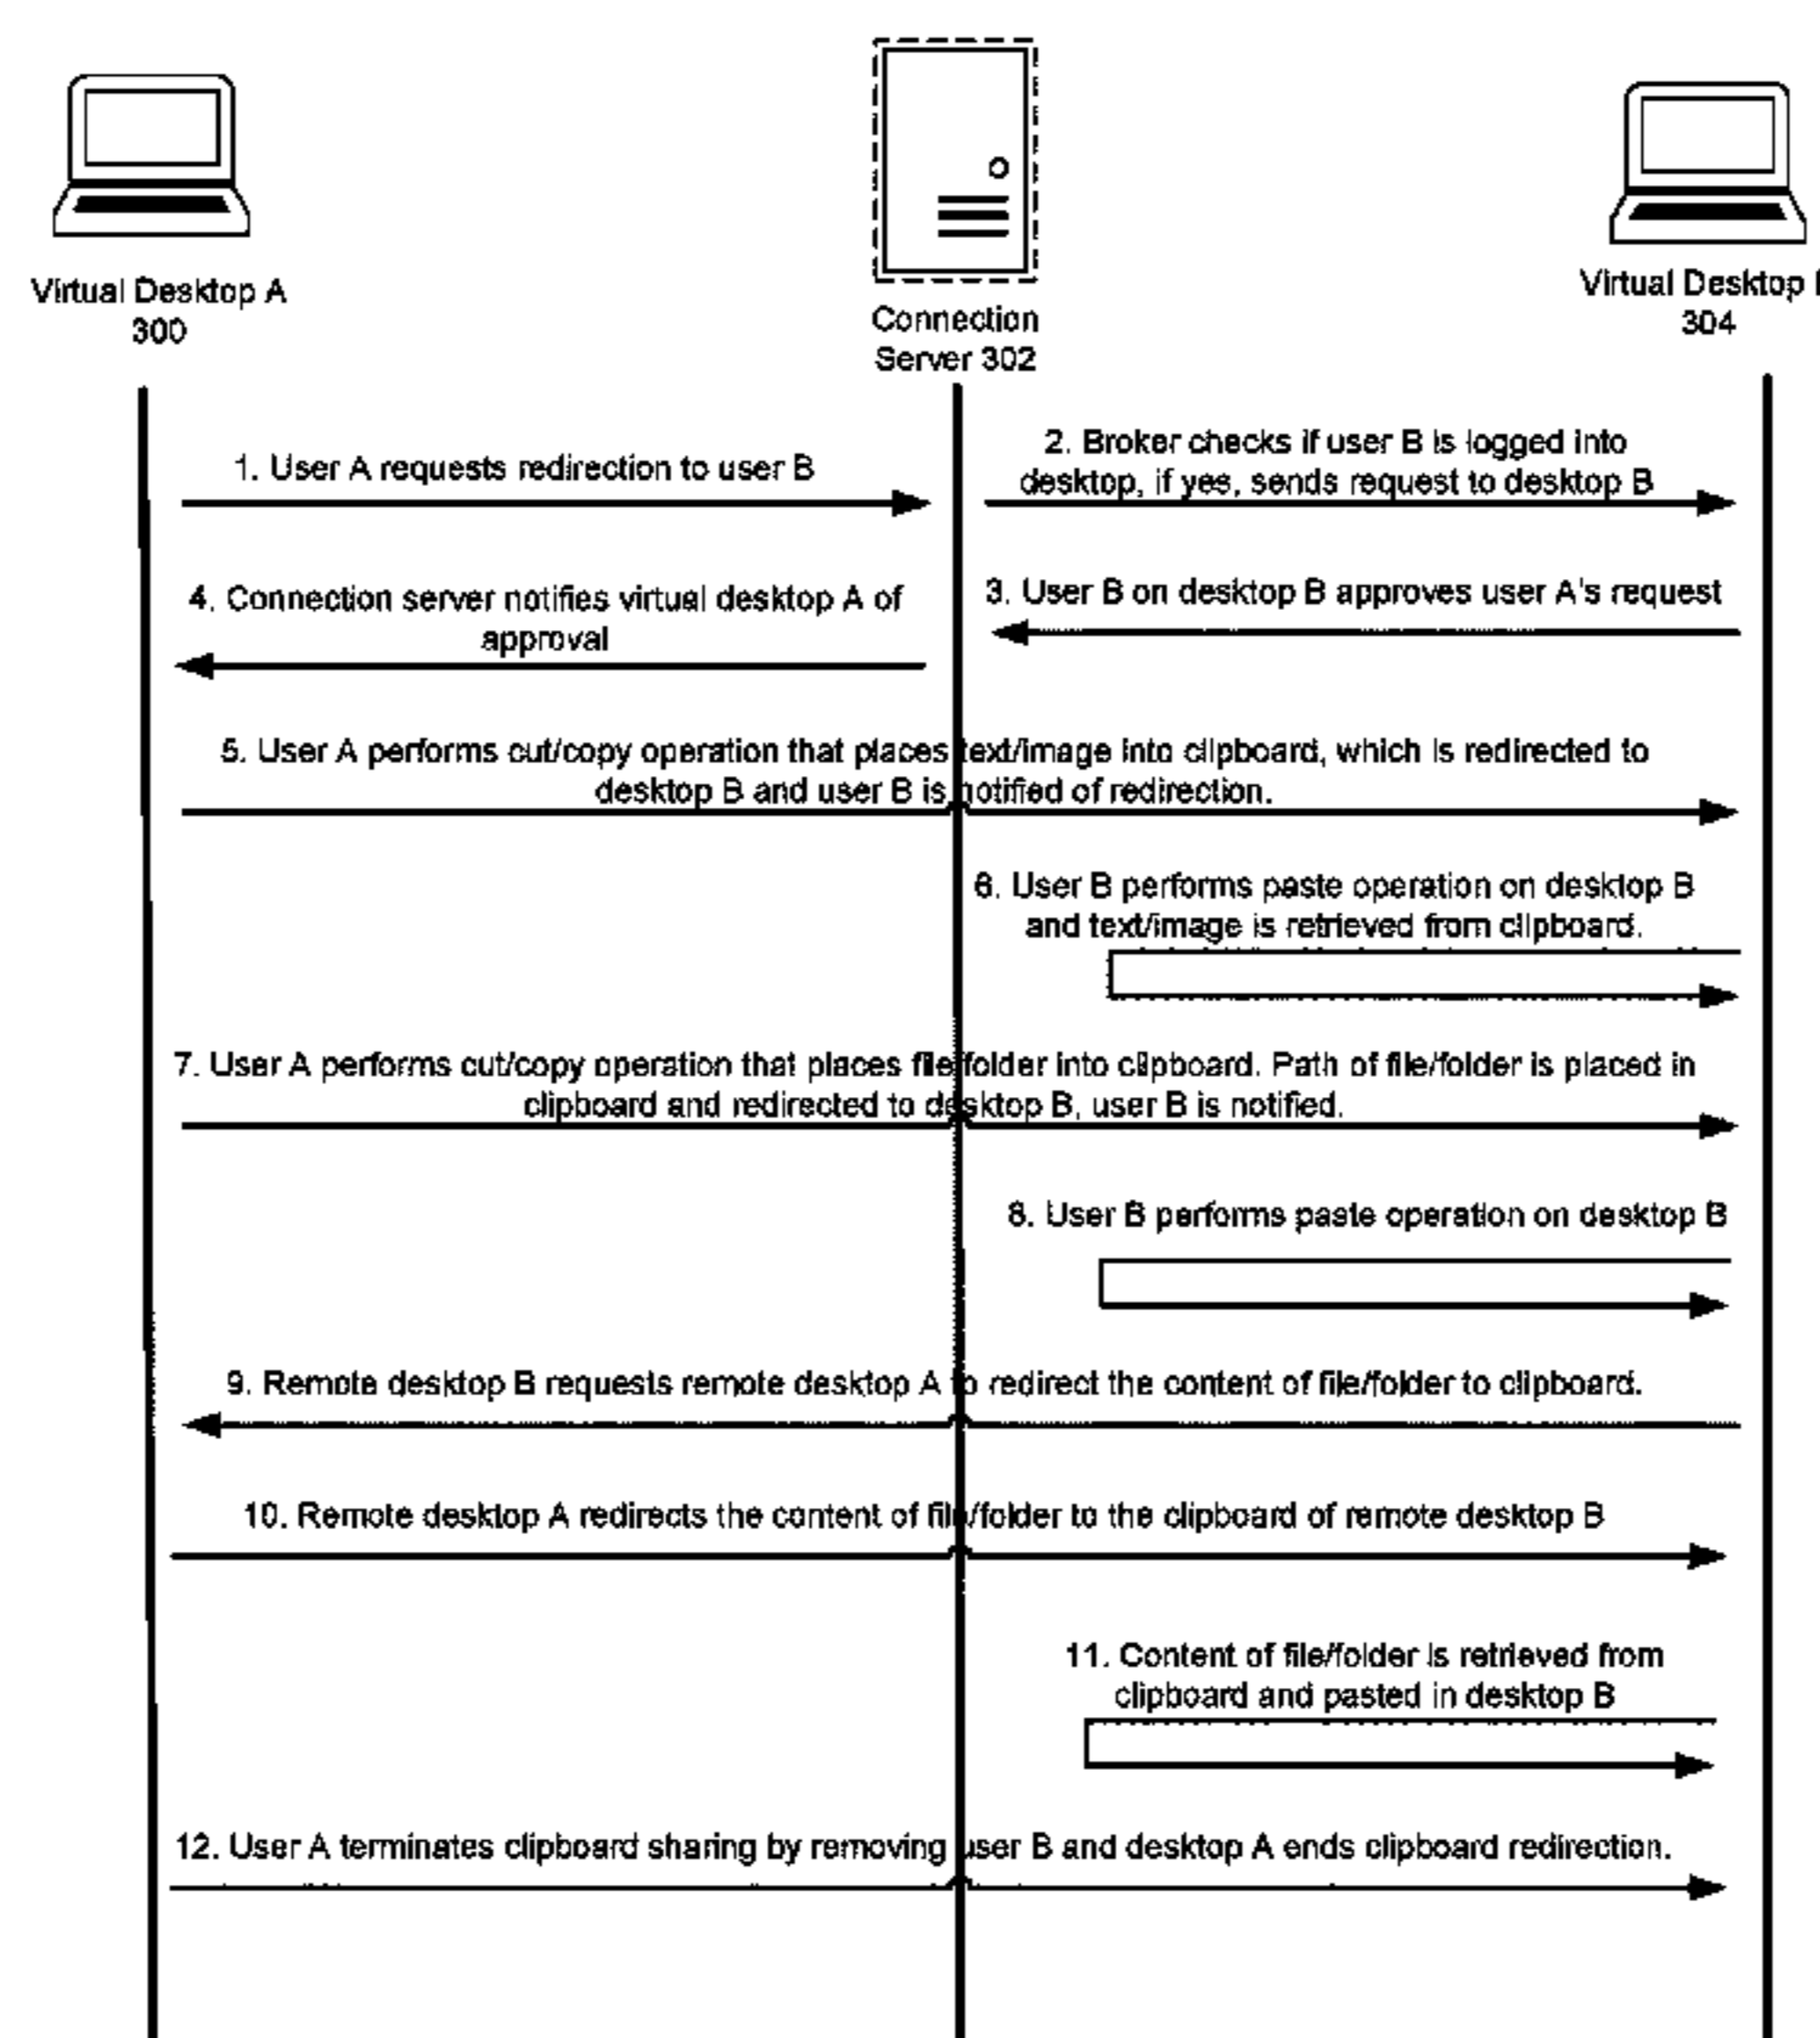 Virtual Desktop A
300
Connection
Server 302
Virtual Desktop
304
1. User A requests redirection to user B
2. Broker checks if user B is logged into
desktop, if yes, sends request to desktop B
3. User B on desktop B approves user A's request
4. Connection server notifies virtual desktop A of
approval
5. User A performs cut/copy operation that places text/image into clipboard, which is redirected to
desktop B and user B is notified of redirection.
6. User B performs paste operation on desktop B
and text/image is retrieved from clipboard.
7. User A performs cut/copy operation that places file/folder into clipboard. Path of file/folder is placed in
clipboard and redirected to desktop B, user B is notified.
8. User B performs paste operation on desktop B
9. Remote desktop B requests remote desktop A to redirect the content of file/folder to clipboard.
10. Remote desktop A redirects the content of file/folder to the clipboard of remote desktop B
11. Content of file/folder is retrieved from
clipboard and pasted in desktop B
12. User A terminates clipboard sharing by removing user B and desktop A ends clipboard redirection.